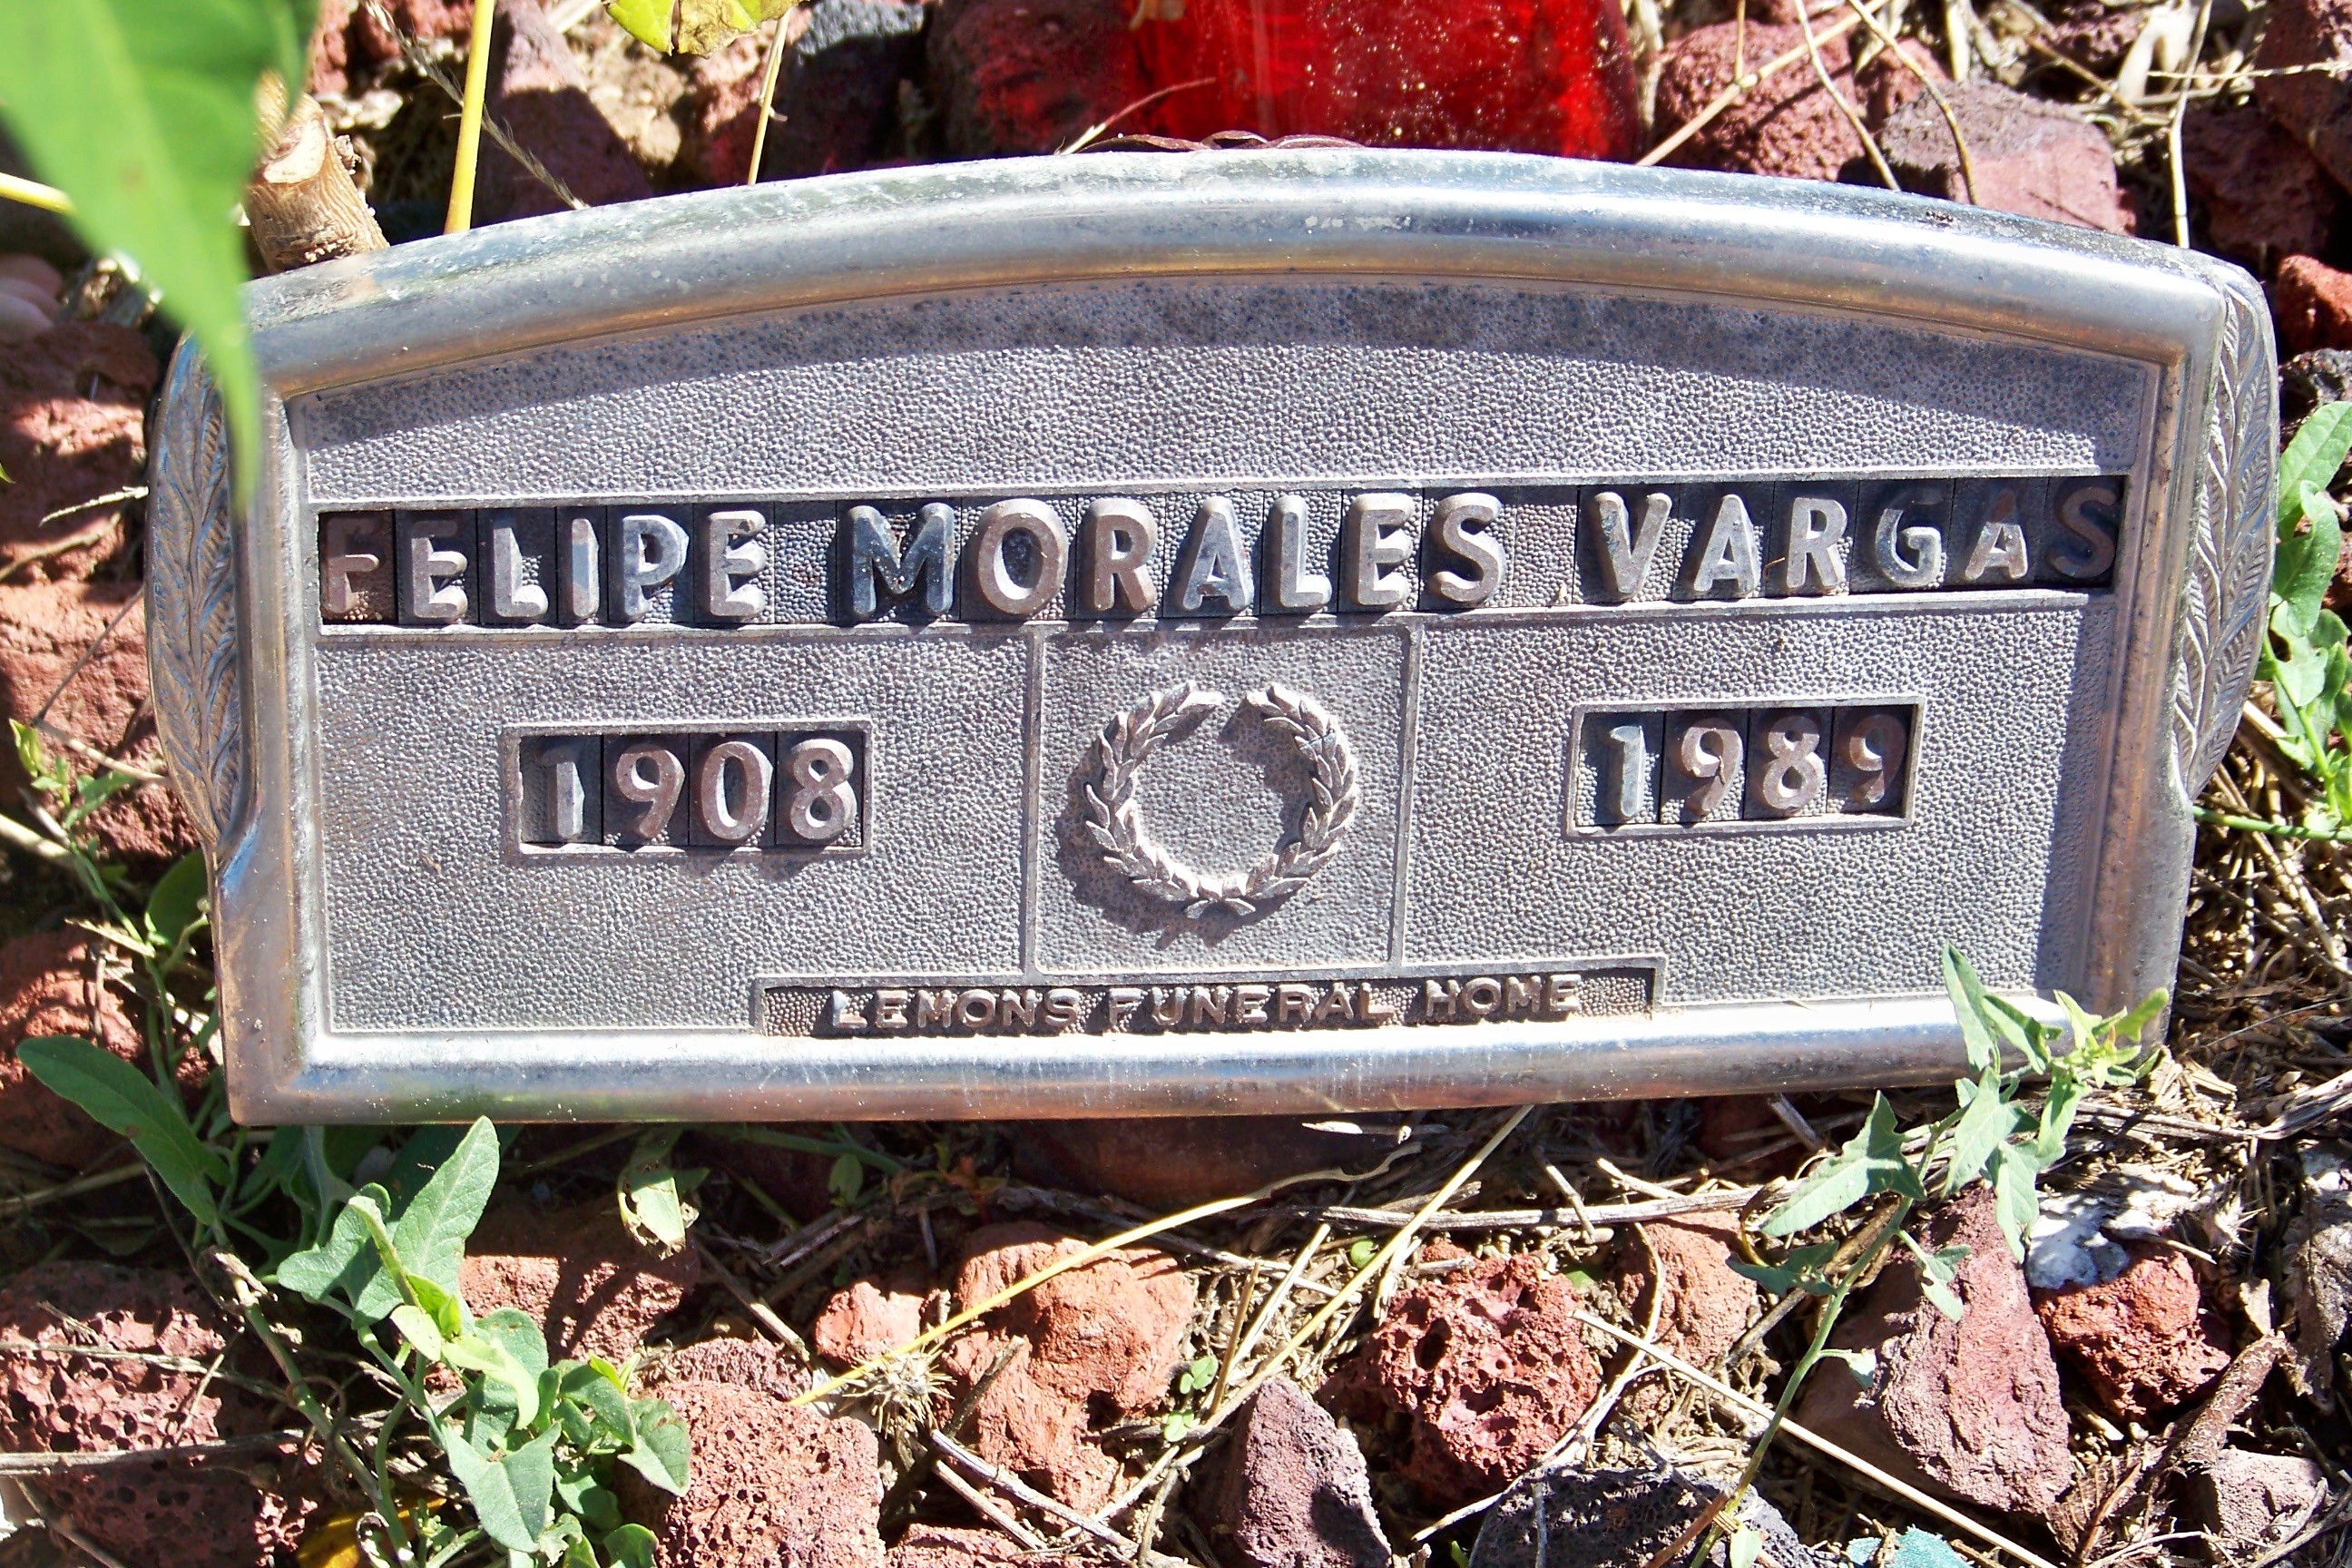 FELIPE MORALES VARGAS
1908 1989
LEMONS FUNERAL HOME